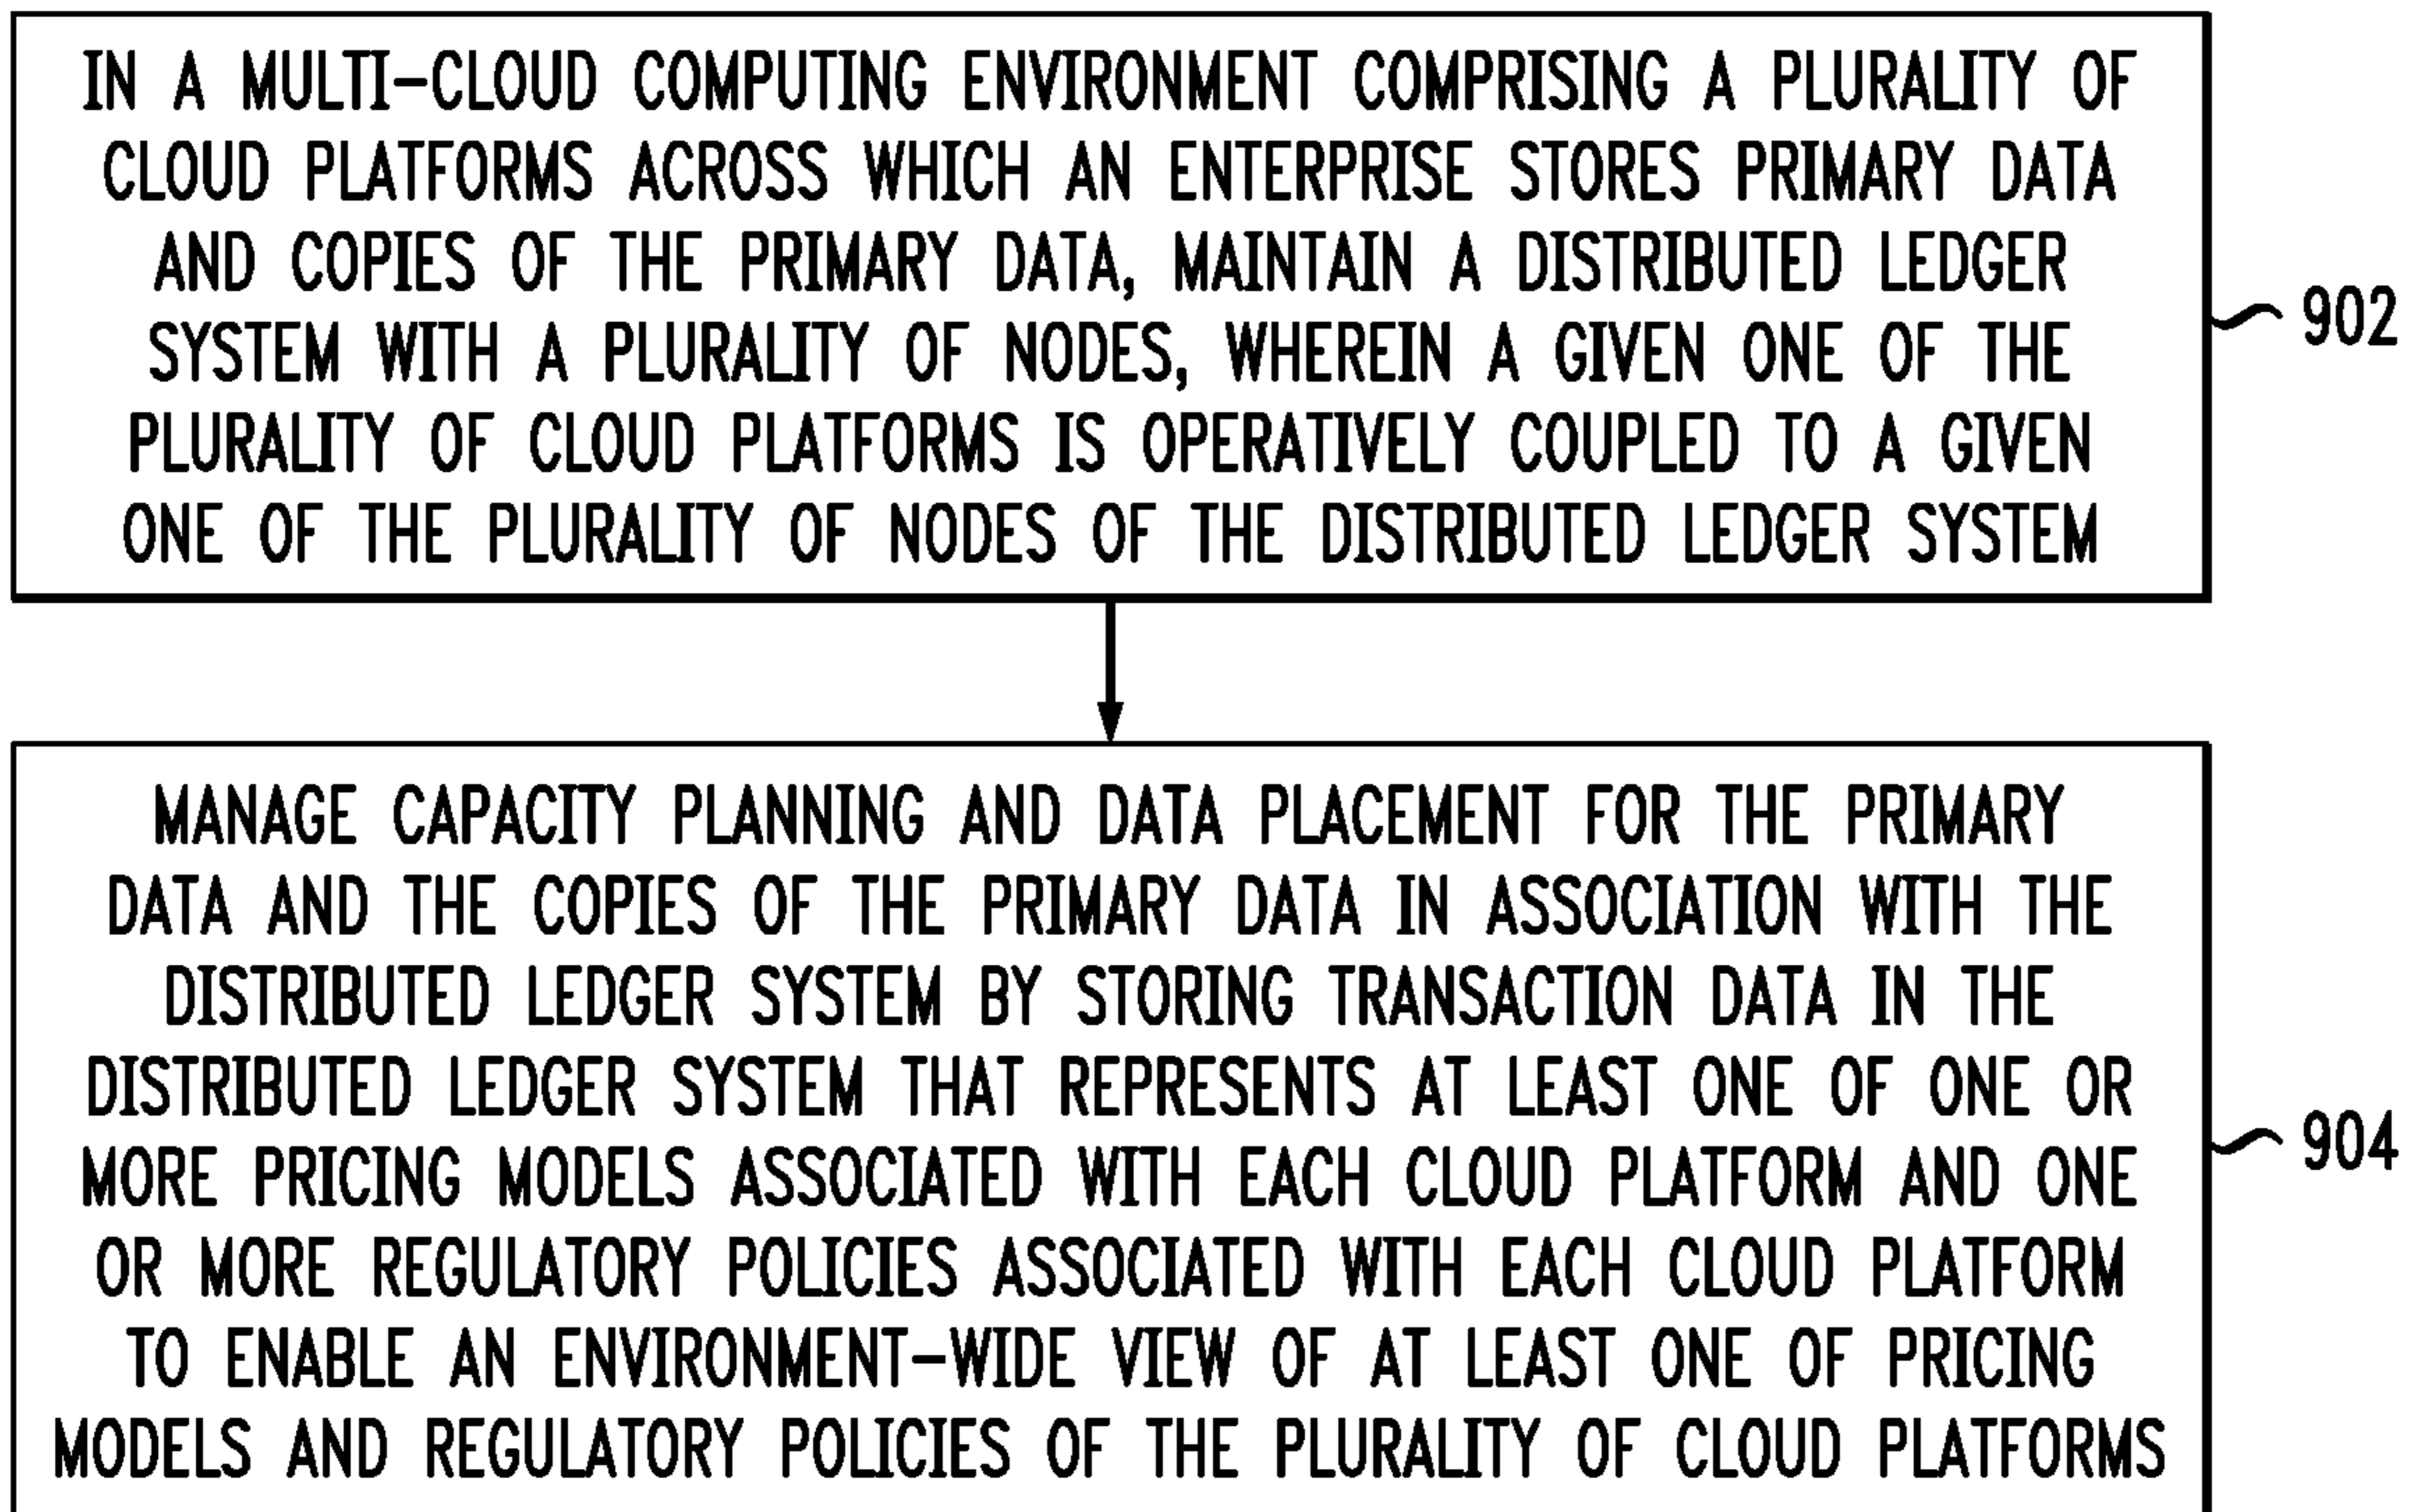 IN A MULTI-CLOUD COMPUTING ENVIRONMENT COMPRISING A PLURALITY OF
CLOUD PLATFORMS ACROSS WHICH AN ENTERPRISE STORES PRIMARY DATA
AND COPIES OF THE PRIMARY DATA, MAINTAIN A DISTRIBUTED LEDGER
SYSTEM WITH A PLURALITY OF NODES, WHEREIN A GIVEN ONE OF THE
PLURALITY OF CLOUD PLATFORMS IS OPERATIVELY COUPLED TO A GIVEN
ONE OF THE PLURALITY OF NODES OF THE DISTRIBUTED LEDGER SYSTEM
902
MANAGE CAPACITY PLANNING AND DATA PLACEMENT FOR THE PRIMARY
DATA AND THE COPIES OF THE PRIMARY DATA IN ASSOCIATION WITH THE
DISTRIBUTED LEDGER SYSTEM BY STORING TRANSACTION DATA IN THE
DISTRIBUTED LEDGER SYSTEM THAT REPRESENTS AT LEAST ONE OF ONE OR
MORE PRICING MODELS ASSOCIATED WITH EACH CLOUD PLATFORM AND ONE
OR MORE REGULATORY POLICIES ASSOCIATED WITH EACH CLOUD PLATFORM
TO ENABLE AN ENVIRONMENT-WIDE VIEW OF AT LEAST ONE OF PRICING
MODELS AND REGULATORY POLICIES OF THE PLURALITY OF CLOUD PLATFORMS
904